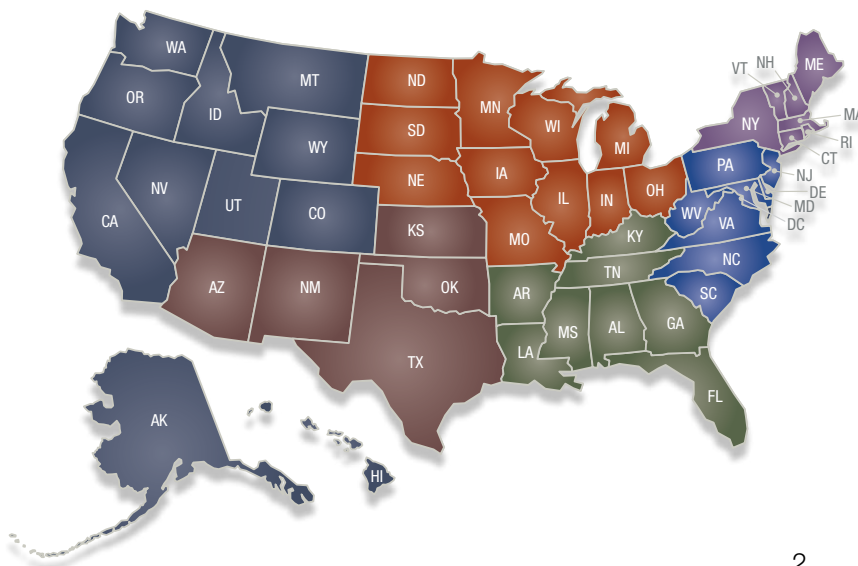 WA
MT
ND
MN
VT
NH
ME
OR
ID
SD
WI
MI
NY
MA
RI
CT
WY
NE
IA
PA
NJ
DE
MD
DC
NV
UT
CO
IL
IN
OH
WV
VA
CA
KS
MO
KY
NC
AZ
NM
OK
AR
TN
SC
TX
LA
MS
AL
GA
FL
AK
HI
2